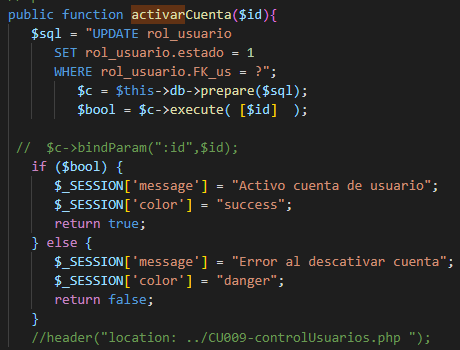 public function activarCuenta($id){
$sql = "UPDATE rol_usuario
SET rol_usuario.estado = 1
WHERE rol_usuario.FK_us = ?";
$c = $this->db->prepare($sql);
$bool = $c->execute( [$id] );
// $c->bindParam(":id",$id);
if ($bool) {
$_SESSION['message'] = "Activo cuenta de usuario";
$_SESSION['color'] = "success";
return true;
} else {
$_SESSION['message'] = "Error al descativar cuenta";
$_SESSION['color'] = "danger";
return false;
}
//header("location: ../CU009-controlUsuarios.php ");